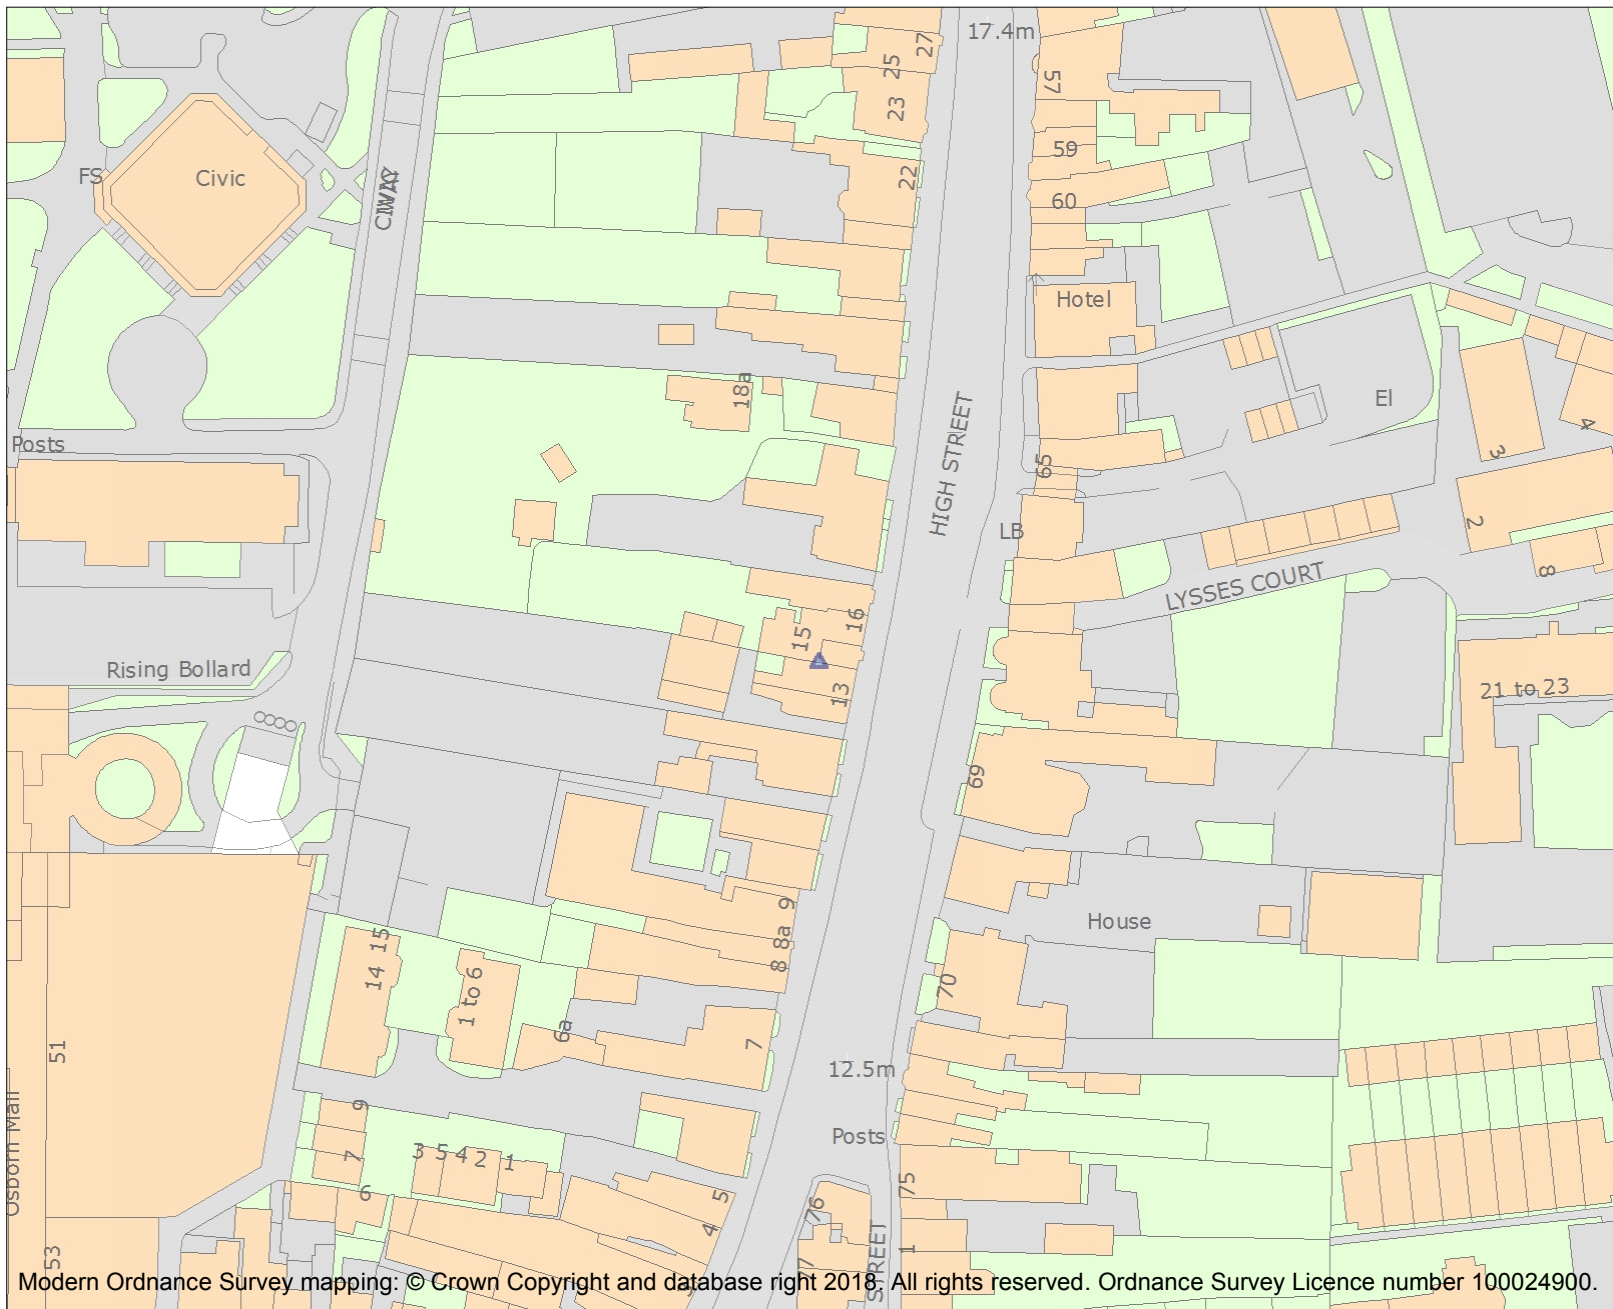 17.4m
27
25
57
23
59
FS
Civic
22
60
Hotel
18a
El
Posts
HIGH STREET
65
3
4
2
LB
8
LYSSES COURT
16
15
Rising Bollard
13
21 to 23
69
9
8a
8
House
15
14
1 to 6
70
6a
7
51
12.5m
Osborn Mall
9
Posts
7
3 5 4 2 1
6
75
5
4
76
1
53
77
STREET
Modern Ordnance Survey mapping: © Crown Copyright and database right 2018. All rights reserved. Ordnance Survey Licence number 100024900.